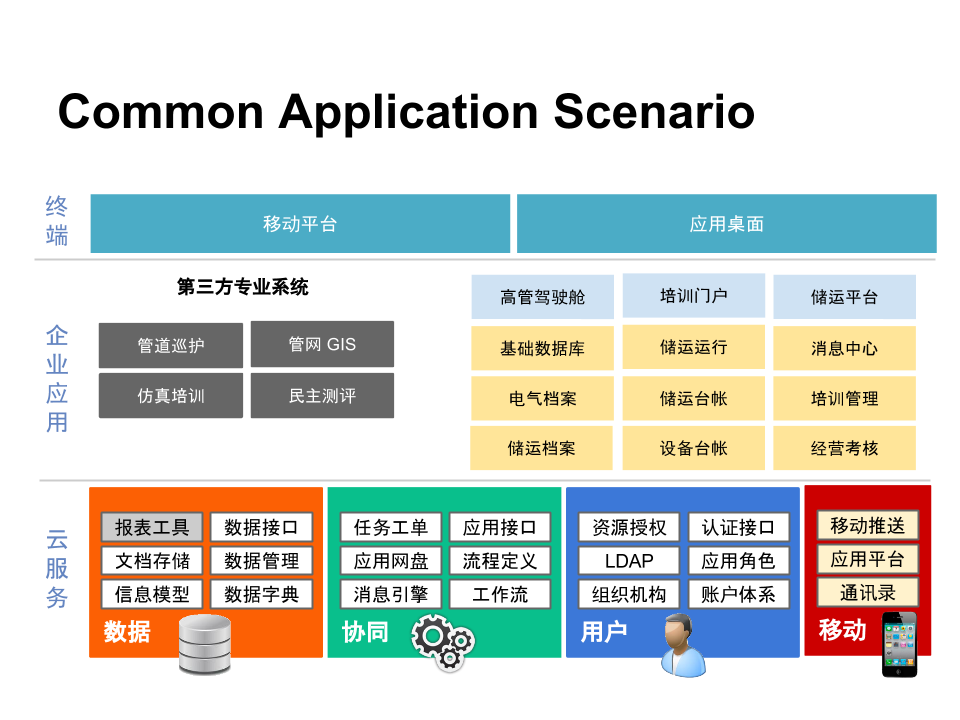 Common Application Scenario
终端
移动平台
应用桌面
企业应用
第三方专业系统
管道巡护
管网 GIS
仿真培训
民主测评
高管驾驶舱
培训门户
储运平台
基础数据库
储运运行
消息中心
电气档案
储运台帐
培训管理
储运档案
设备台帐
经营考核
云服务
报表工具
数据接口
文档存储
数据管理
信息模型
数据字典
数据
任务工单
应用接口
应用网盘
流程定义
消息引擎
工作流
协同
资源授权
认证接口
LDAP
应用角色
组织机构
账户体系
用户
移动推送
应用平台
通讯录
移动